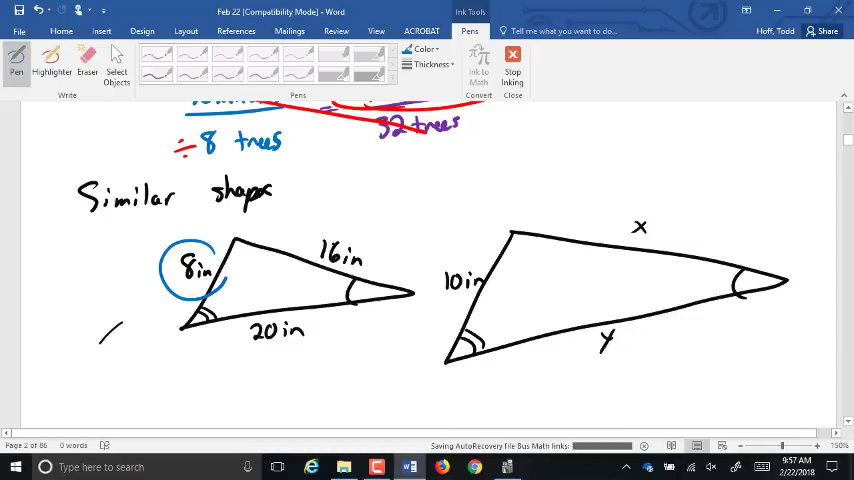 Feb 22 [Compatibility Mode] - Word
Ink Tools
Hoff, Todd
File Home Insert Design Layout References Mailings Review View ACROBAT Pens Tell me what you want to do... Share
Pen Highlighter Eraser Select Objects
Color
Thickness
Ink to Math
Stop Inking
Write Pens Convert Close
32 trees
÷ 8 trees
Similar shapes
8in
16in
20in
10in
x
y
Page 2 of 86 0 words Saving AutoRecovery file Bus Math links: 150%
Type here to search
9:57 AM
2/22/2018